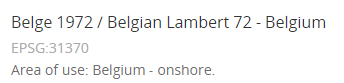 Belge 1972 / Belgian Lambert 72 - Belgium
EPSG:31370
Area of use: Belgium - onshore.